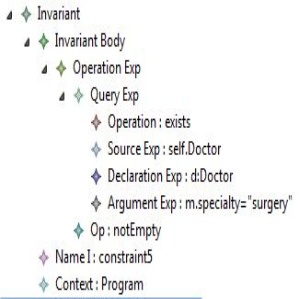 Invariant
Invariant Body
Operation Exp
Query Exp
Operation : exists
Source Exp : self.Doctor
Declaration Exp : d:Doctor
Argument Exp : m.specialty="surgery"
Op : notEmpty
Name I : constraint5
Context : Program